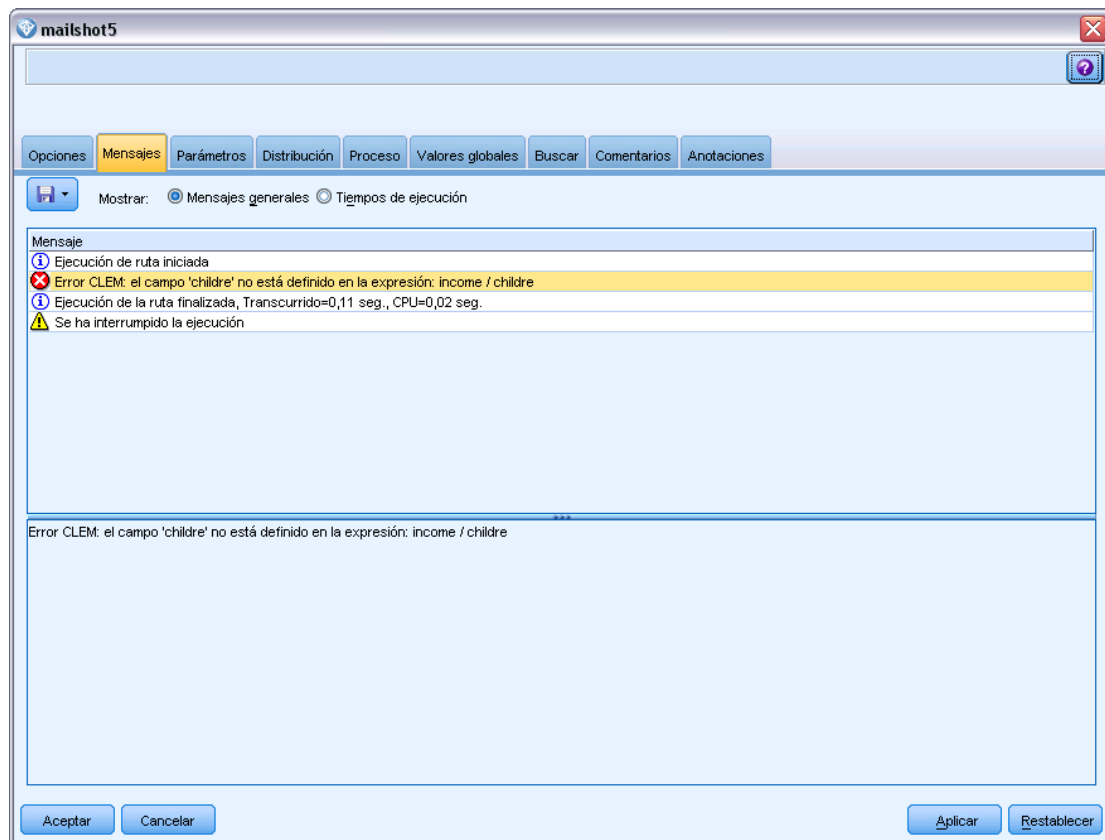 mailshot5
Opciones Mensajes Parámetros Distribución Proceso Valores globales Buscar Comentarios Anotaciones
Mostrar: Mensajes generales Tiempos de ejecución
Mensaje
Ejecución de ruta iniciada
Error CLEM: el campo 'childre' no está definido en la expresión: income / childre
Ejecución de la ruta finalizada, Transcurrido=0,11 seg., CPU=0,02 seg.
Se ha interrumpido la ejecución
Error CLEM: el campo 'childre' no está definido en la expresión: income / childre
Aceptar Cancelar Aplicar Restablecer